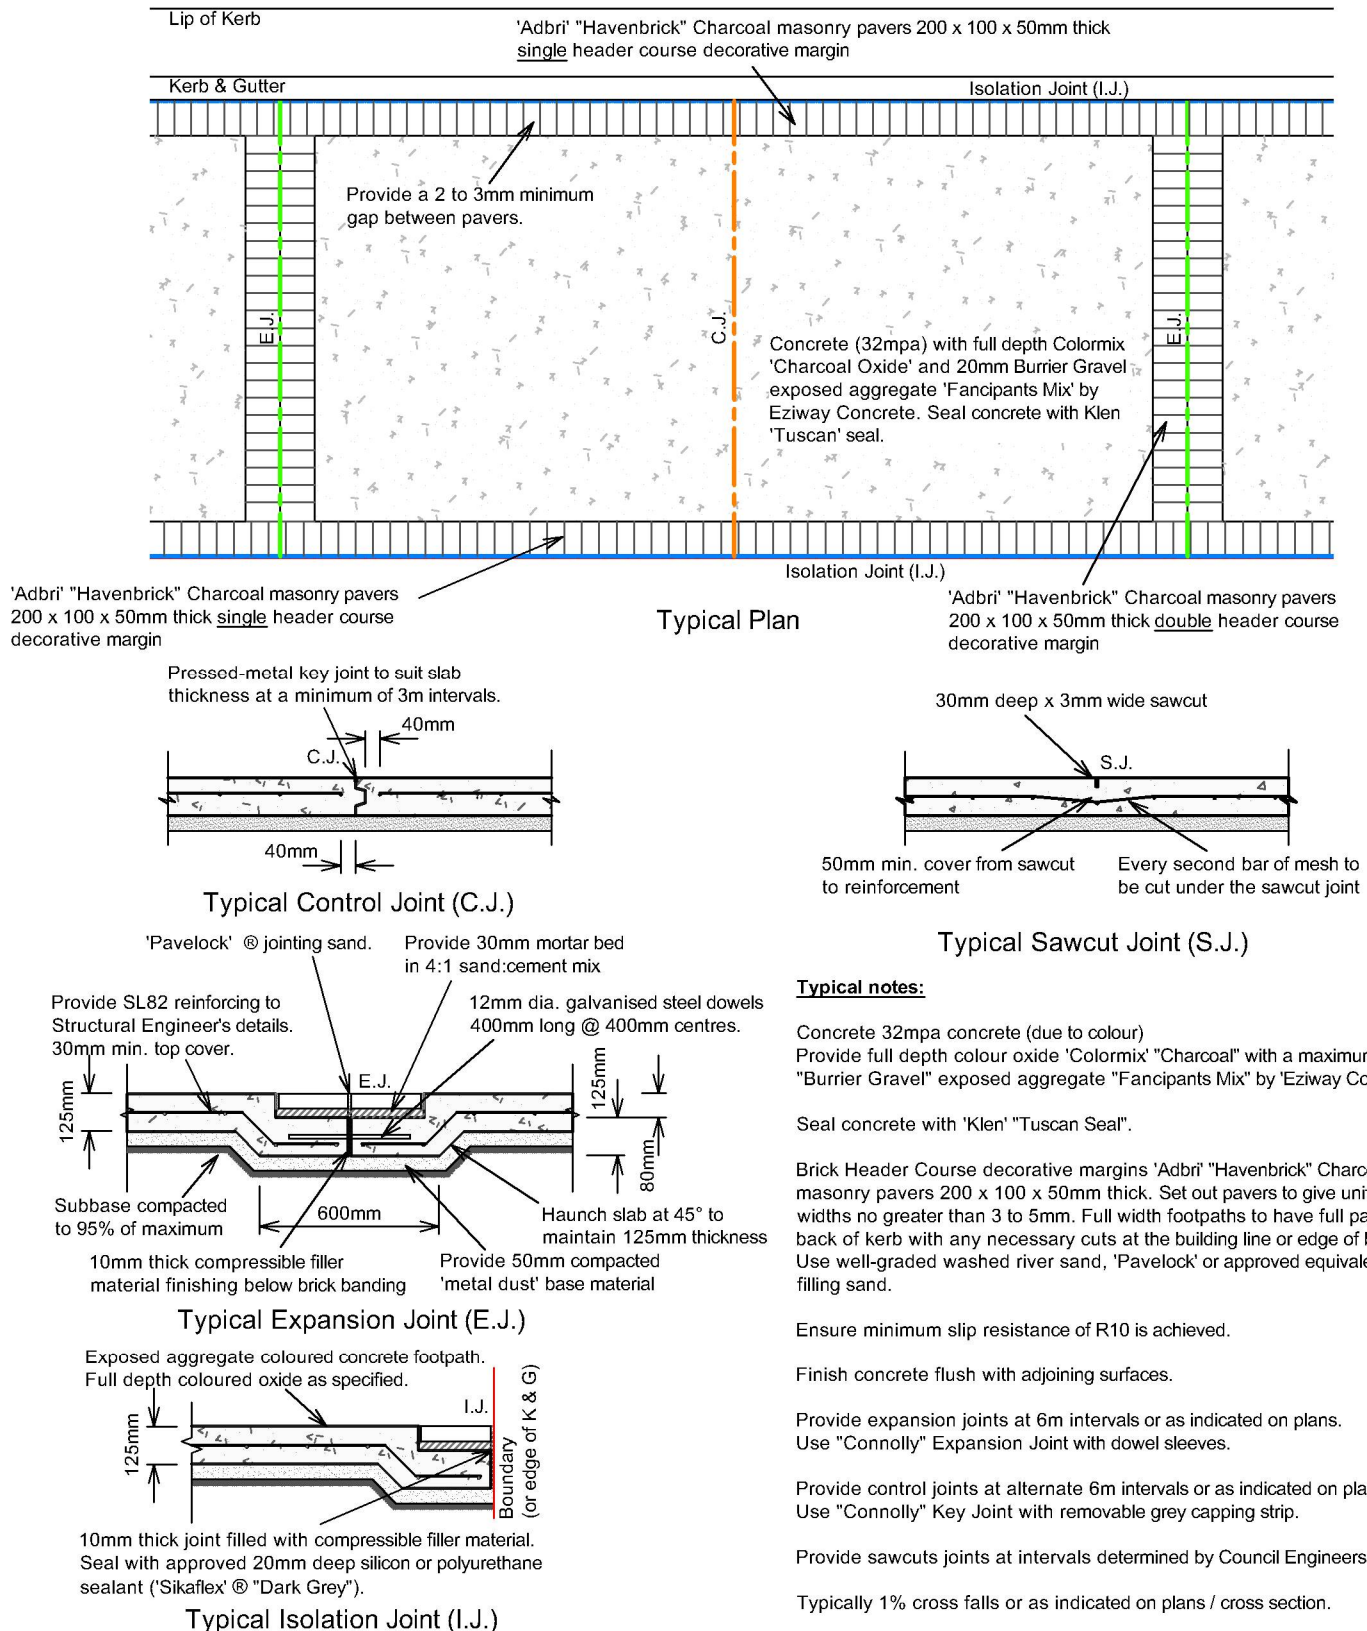 Lip of Kerb
'Adbri' "Havenbrick" Charcoal masonry pavers 200 x 100 x 50mm thick
single header course decorative margin
Kerb & Gutter
Isolation Joint (I.J.)
Provide a 2 to 3mm minimum
gap between pavers.
E.J.
C.J.
E.J.
Concrete (32mpa) with full depth Colormix
'Charcoal Oxide' and 20mm Burrier Gravel
exposed aggregate 'Fancipants Mix' by
Eziway Concrete. Seal concrete with Klen
'Tuscan' seal.
Isolation Joint (I.J.)
'Adbri' "Havenbrick" Charcoal masonry pavers
200 x 100 x 50mm thick single header course
decorative margin
Typical Plan
'Adbri' "Havenbrick" Charcoal masonry pavers
200 x 100 x 50mm thick double header course
decorative margin
Pressed-metal key joint to suit slab
thickness at a minimum of 3m intervals.
40mm
C.J.
40mm
Typical Control Joint (C.J.)
30mm deep x 3mm wide sawcut
S.J.
50mm min. cover from sawcut
to reinforcement
Every second bar of mesh to
be cut under the sawcut joint
Typical Sawcut Joint (S.J.)
'Pavelock' ® jointing sand.
Provide 30mm mortar bed
in 4:1 sand:cement mix
Provide SL82 reinforcing to
Structural Engineer's details.
30mm min. top cover.
12mm dia. galvanised steel dowels
400mm long @ 400mm centres.
E.J.
125mm
125mm
80mm
600mm
Subbase compacted
to 95% of maximum
Haunch slab at 45° to
maintain 125mm thickness
10mm thick compressible filler
material finishing below brick banding
Provide 50mm compacted
'metal dust' base material
Typical Expansion Joint (E.J.)
Exposed aggregate coloured concrete footpath.
Full depth coloured oxide as specified.
I.J.
125mm
Boundary
(or edge of K & G)
10mm thick joint filled with compressible filler material.
Seal with approved 20mm deep silicon or polyurethane
sealant ('Sikaflex' ® "Dark Grey").
Typical Isolation Joint (I.J.)
Typical notes:
Concrete 32mpa concrete (due to colour)
Provide full depth colour oxide 'Colormix' "Charcoal" with a maximum
"Burrier Gravel" exposed aggregate "Fancipants Mix" by 'Eziway Co
Seal concrete with 'Klen' "Tuscan Seal".
Brick Header Course decorative margins 'Adbri' "Havenbrick" Charc
masonry pavers 200 x 100 x 50mm thick. Set out pavers to give uni
widths no greater than 3 to 5mm. Full width footpaths to have full pa
back of kerb with any necessary cuts at the building line or edge of
Use well-graded washed river sand, 'Pavelock' or approved equivale
filling sand.
Ensure minimum slip resistance of R10 is achieved.
Finish concrete flush with adjoining surfaces.
Provide expansion joints at 6m intervals or as indicated on plans.
Use "Connolly" Expansion Joint with dowel sleeves.
Provide control joints at alternate 6m intervals or as indicated on pla
Use "Connolly" Key Joint with removable grey capping strip.
Provide sawcuts joints at intervals determined by Council Engineers
Typically 1% cross falls or as indicated on plans / cross section.